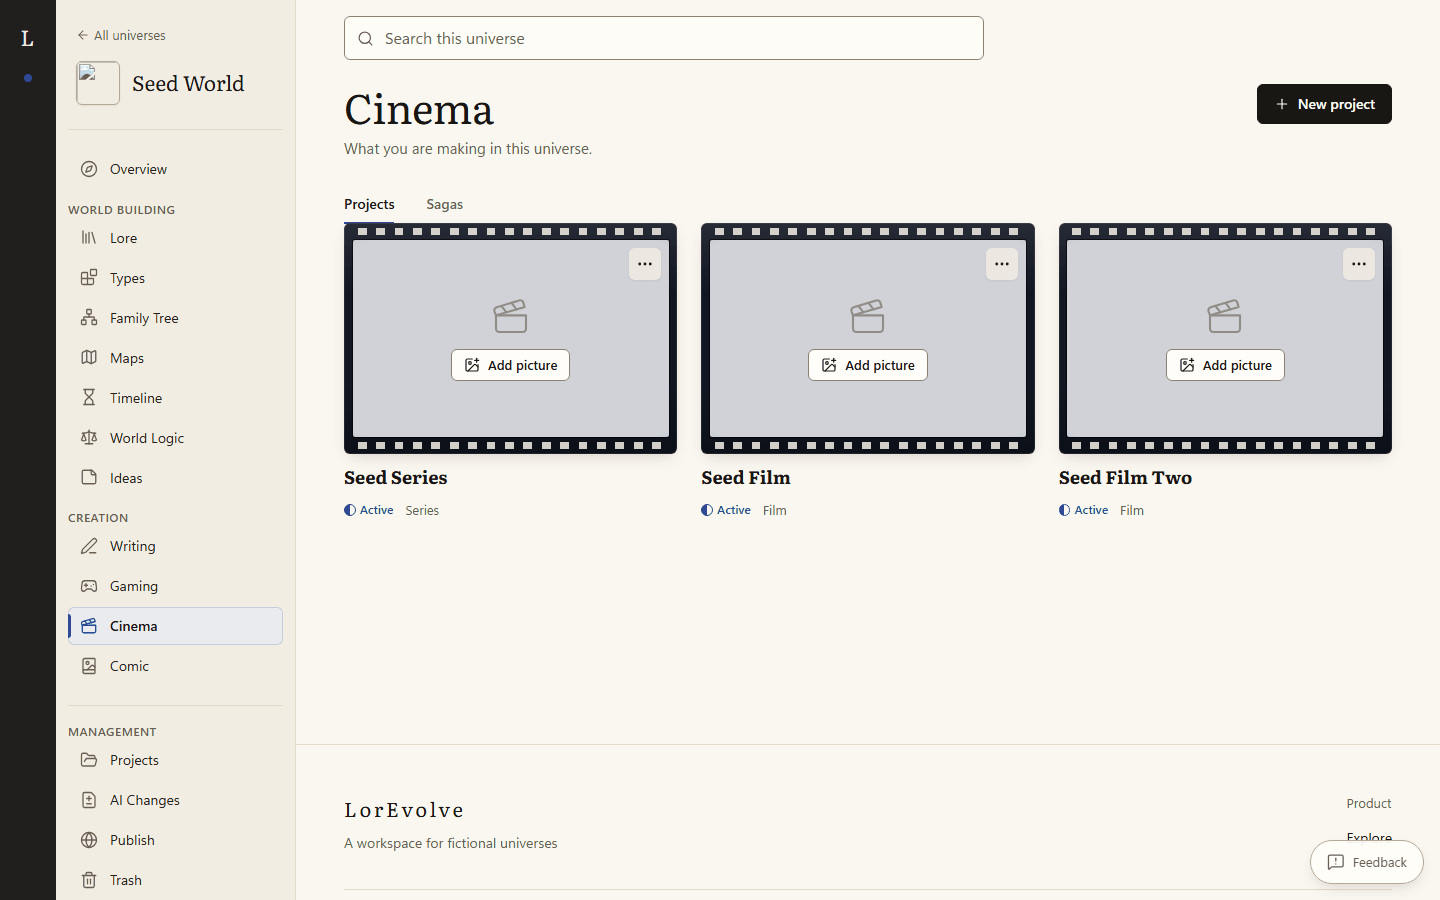 L
All universes
Seed World
Overview
WORLD BUILDING
Lore
Types
Family Tree
Maps
Timeline
World Logic
Ideas
CREATION
Writing
Gaming
Cinema
Comic
MANAGEMENT
Projects
AI Changes
Publish
Trash
Search this universe
Cinema
What you are making in this universe.
New project
Projects Sagas
Add picture Add picture Add picture
Seed Series Seed Film Seed Film Two
Active Series Active Film Active Film
LorEvolve
A workspace for fictional universes
Product
Explore
Feedback